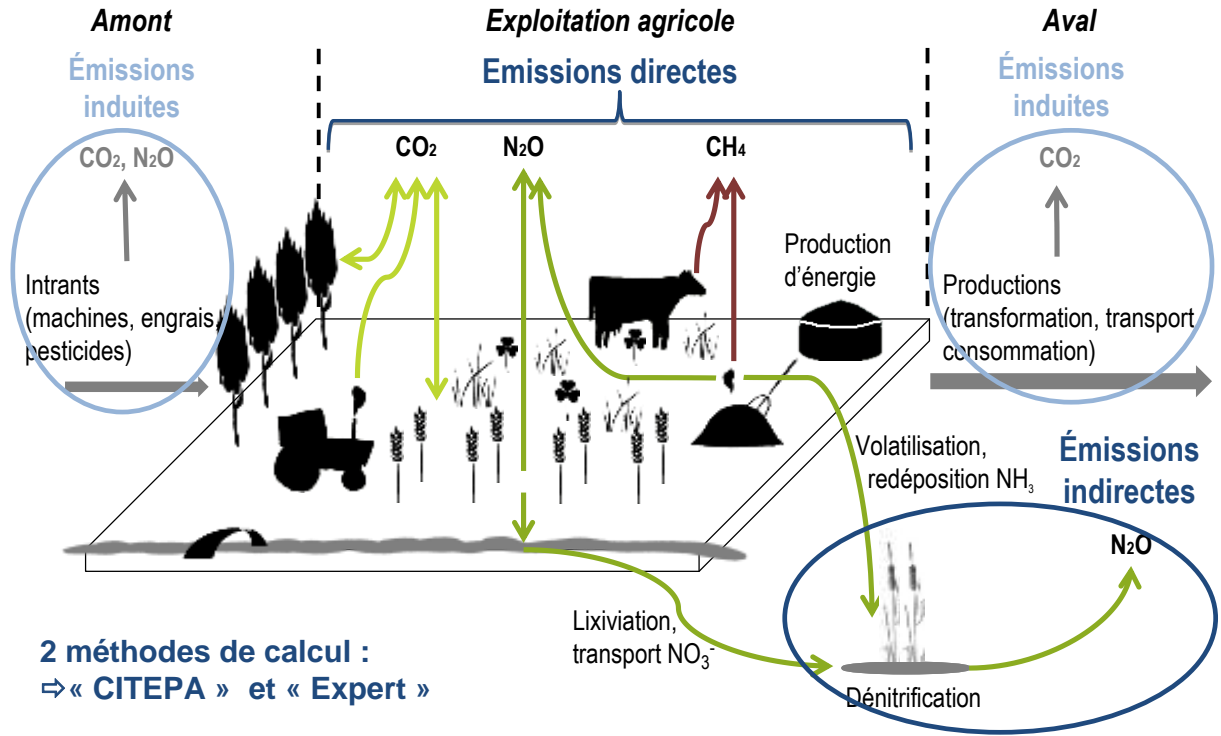 Amont
Exploitation agricole
Aval
Émissions
induites
Emissions directes
Émissions
induites
CO₂, N₂O
CO₂
N₂O
CH₄
CO₂
Intrants
(machines, engrais,
pesticides)
Production
d’énergie
Productions
(transformation, transport
consommation)
Volatilisation,
redéposition NH₃
Émissions
indirectes
N₂O
Lixiviation,
transport NO₃⁻
Dénitrification
2 méthodes de calcul :
⇨« CITEPA » et « Expert »